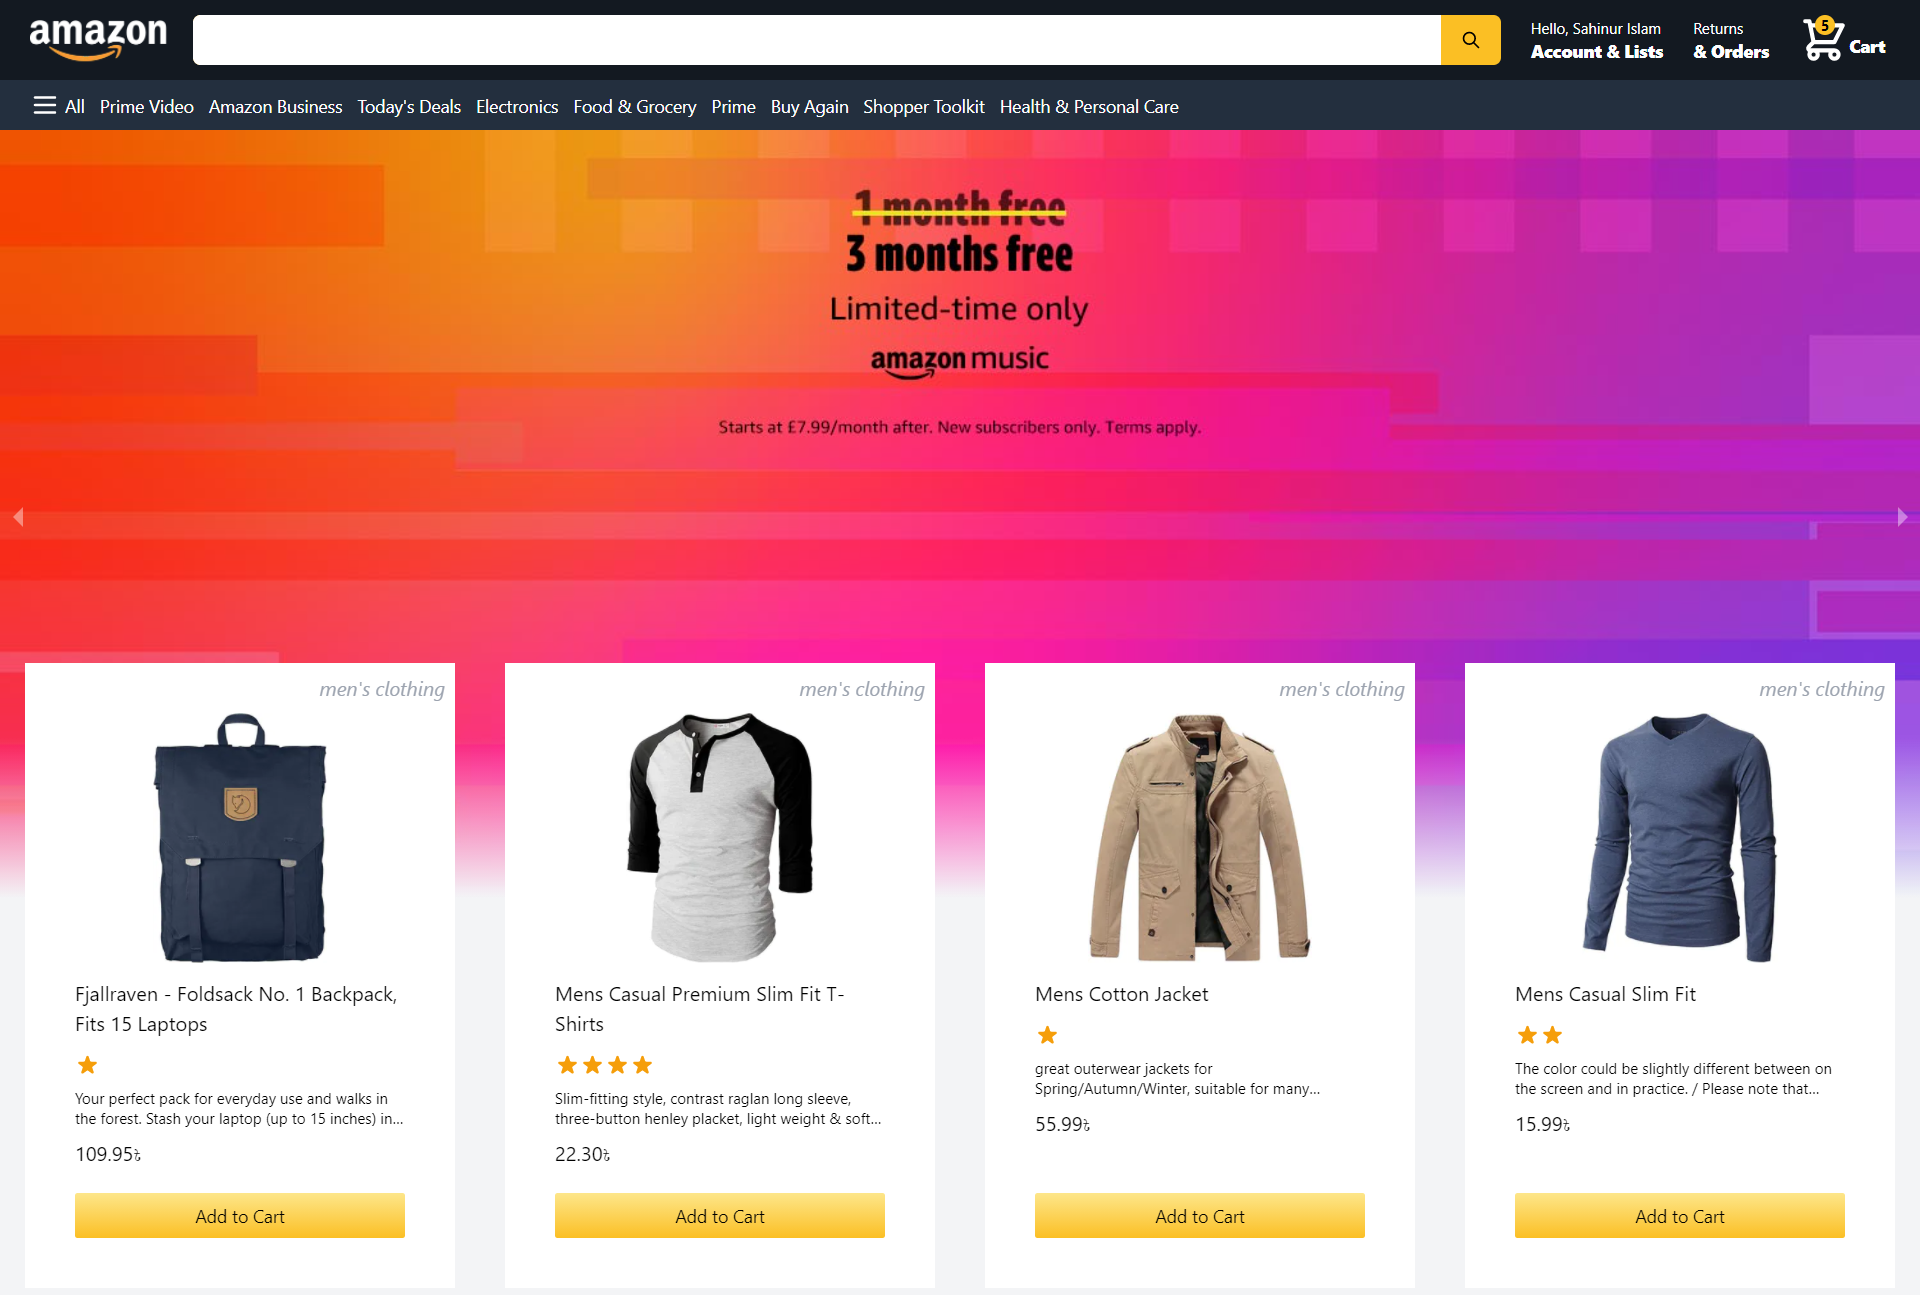 amazon
Hello, Sahinur Islam
Account & Lists
Returns
& Orders
5
Cart
All Prime Video Amazon Business Today's Deals Electronics Food & Grocery Prime Buy Again Shopper Toolkit Health & Personal Care
1 month free
3 months free
Limited-time only
amazon music
Starts at £7.99/month after. New subscribers only. Terms apply.
men's clothing
Fjallraven - Foldsack No. 1 Backpack,
Fits 15 Laptops
Your perfect pack for everyday use and walks in
the forest. Stash your laptop (up to 15 inches) in...
109.95৳
Add to Cart
men's clothing
Mens Casual Premium Slim Fit T-
Shirts
Slim-fitting style, contrast raglan long sleeve,
three-button henley placket, light weight & soft...
22.30৳
Add to Cart
men's clothing
Mens Cotton Jacket
great outerwear jackets for
Spring/Autumn/Winter, suitable for many...
55.99৳
Add to Cart
men's clothing
Mens Casual Slim Fit
The color could be slightly different between on
the screen and in practice. / Please note that...
15.99৳
Add to Cart